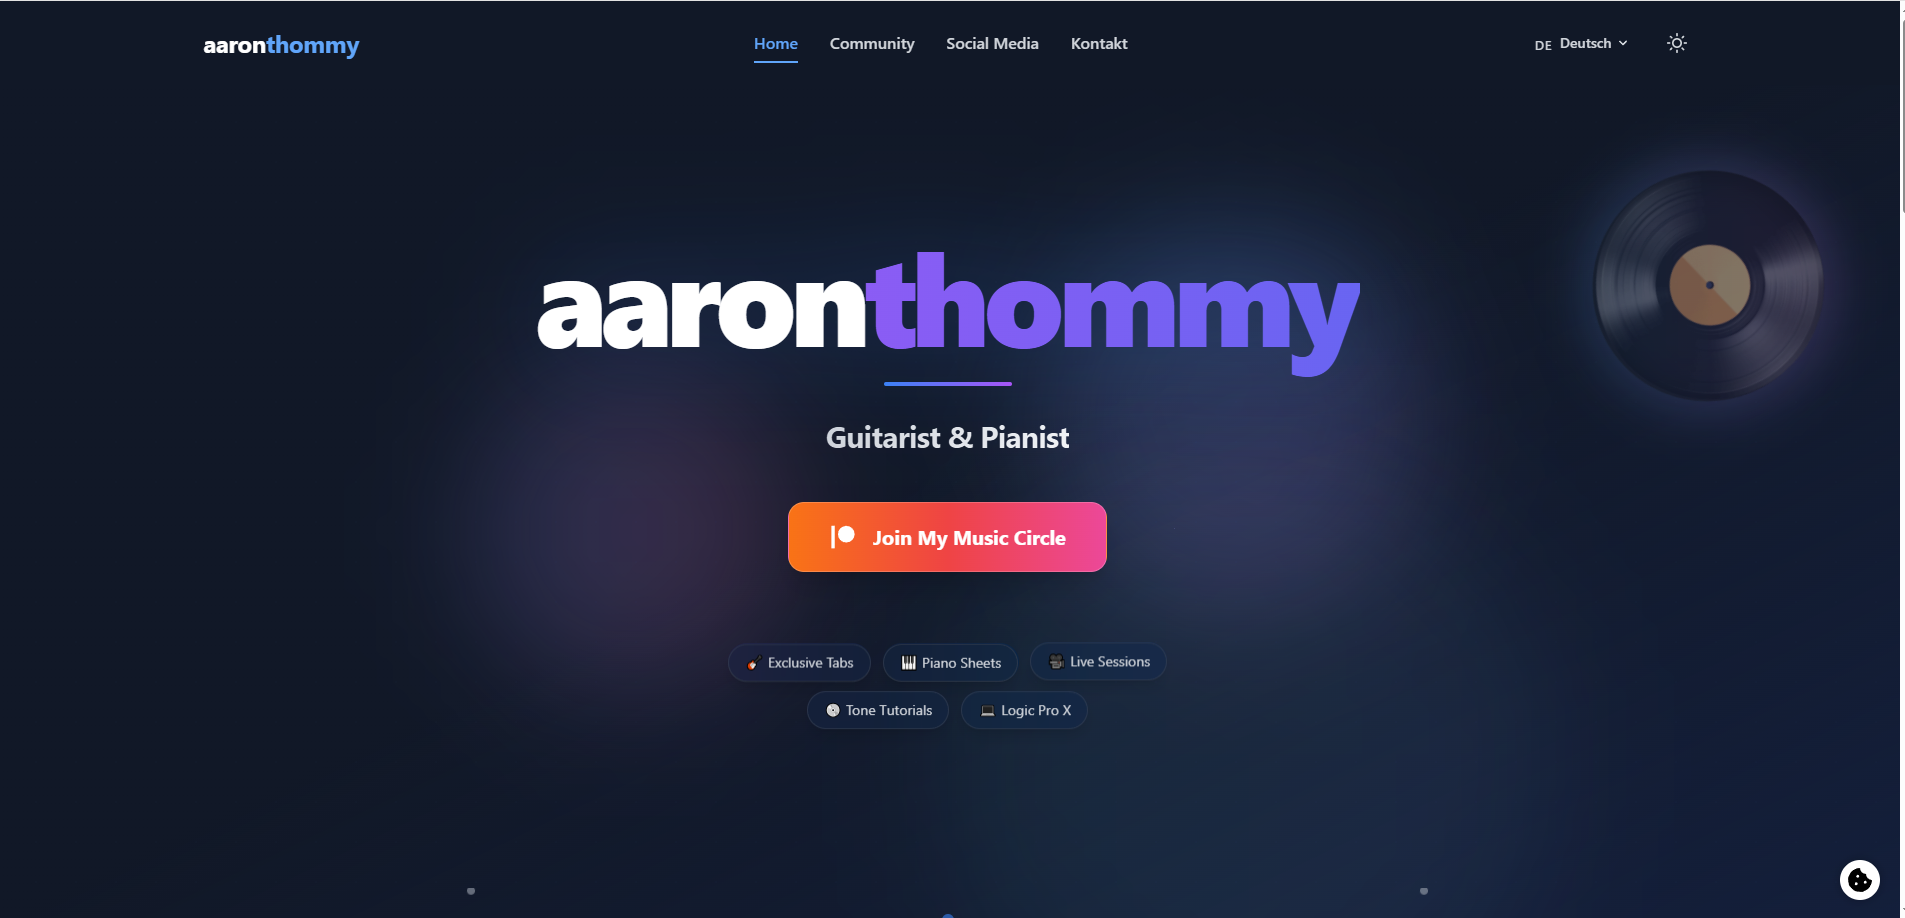 aaronthommy
Home Community Social Media Kontakt
DE Deutsch
aaronthommy
Guitarist & Pianist
Join My Music Circle
Exclusive Tabs
Piano Sheets
Live Sessions
Tone Tutorials
Logic Pro X